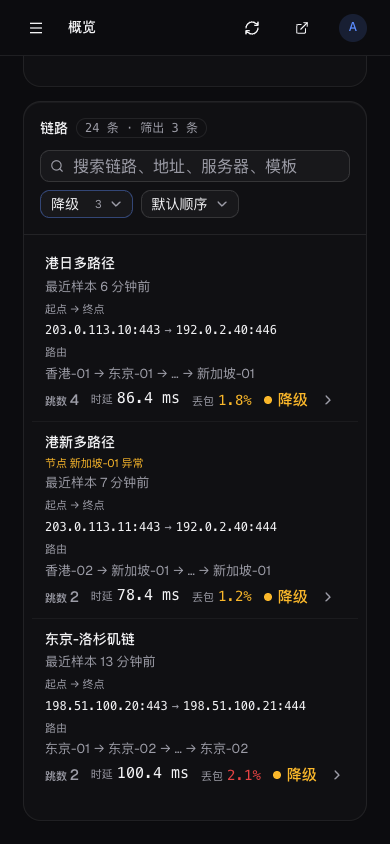 概览
A
链路 24 条 · 筛出 3 条
搜索链路、地址、服务器、模板
降级 3 默认顺序
港日多路径
最近样本 6 分钟前
起点 → 终点
203.0.113.10:443 → 192.0.2.40:446
路由
香港-01 → 东京-01 → … → 新加坡-01
跳数 4 时延 86.4 ms 丢包 1.8% 降级
港新多路径
节点 新加坡-01 异常
最近样本 7 分钟前
起点 → 终点
203.0.113.11:443 → 192.0.2.40:444
路由
香港-02 → 新加坡-01 → … → 新加坡-01
跳数 2 时延 78.4 ms 丢包 1.2% 降级
东京-洛杉矶链
最近样本 13 分钟前
起点 → 终点
198.51.100.20:443 → 198.51.100.21:444
路由
东京-01 → 东京-02 → … → 东京-02
跳数 2 时延 100.4 ms 丢包 2.1% 降级